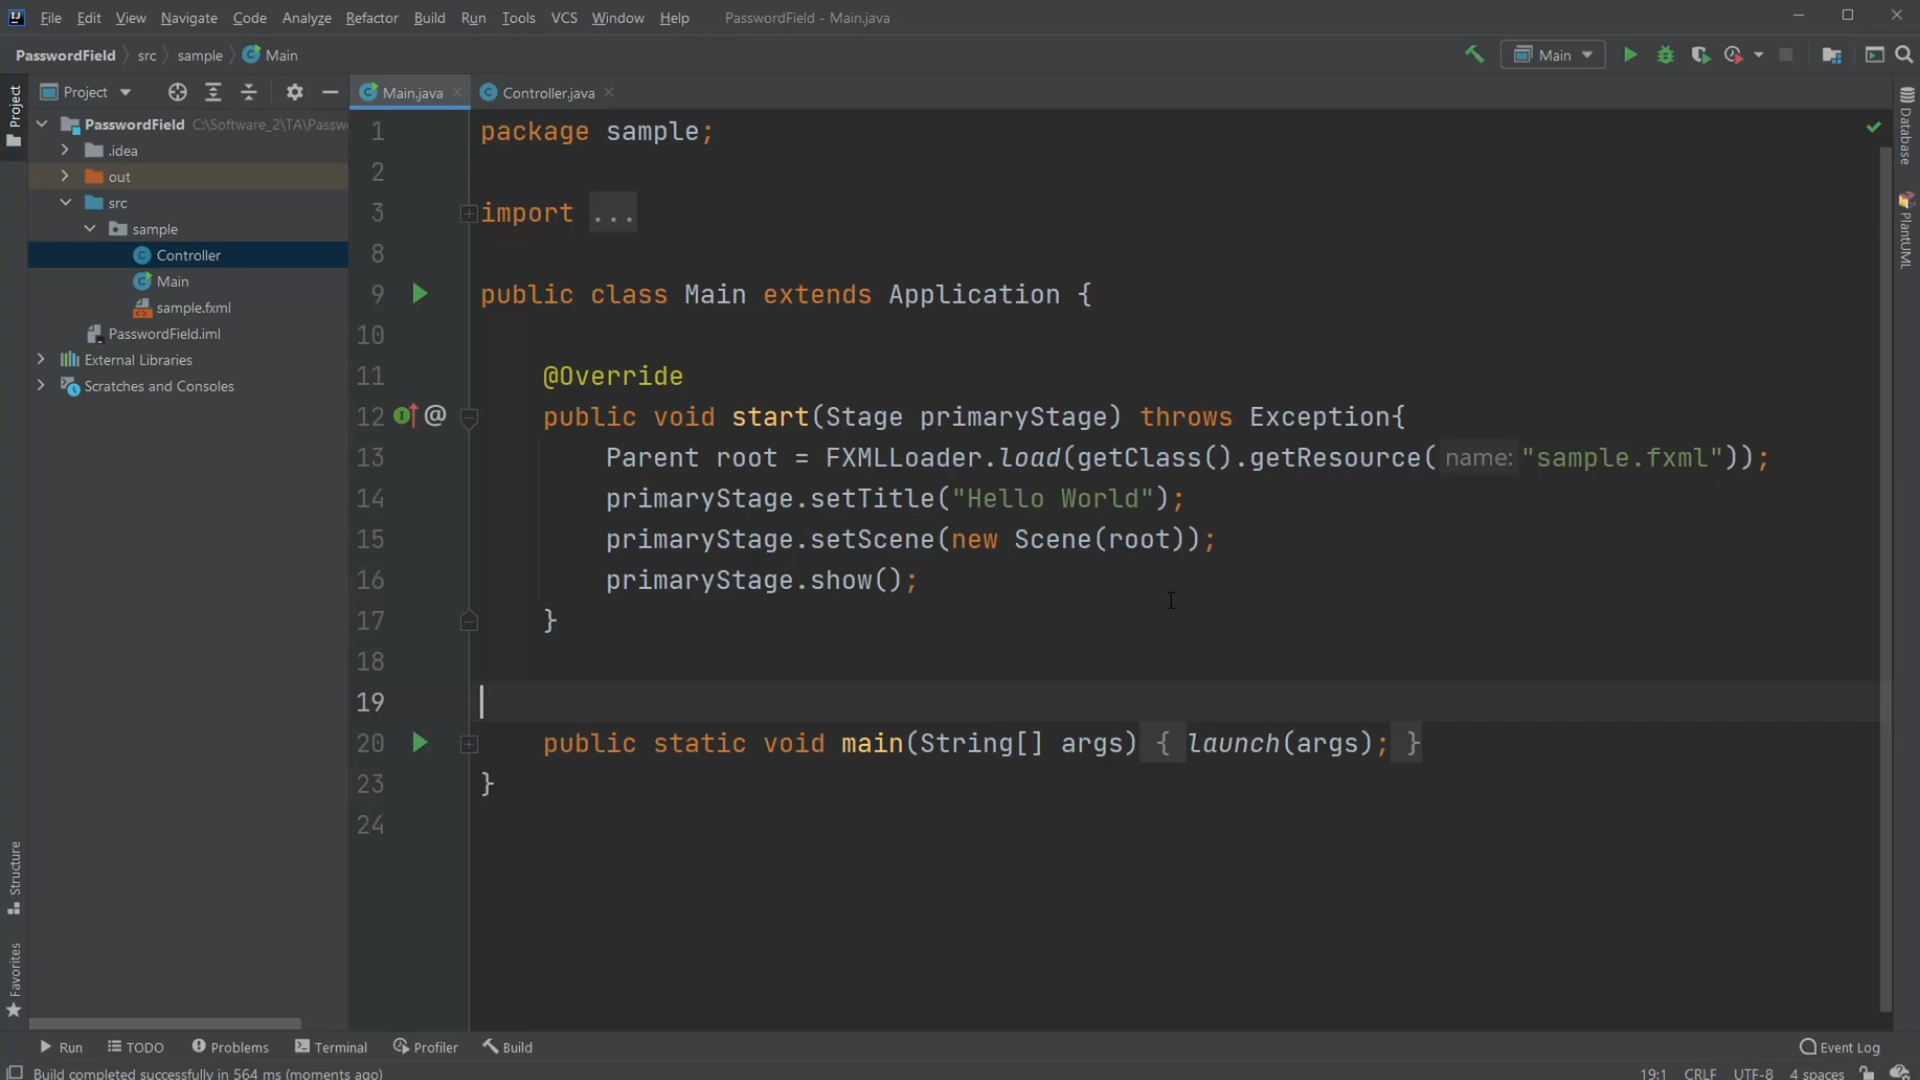 File Edit View Navigate Code Analyze Refactor Build Run Tools VCS Window Help PasswordField - Main.java
PasswordField src sample Main
Main
Project
Main.java
Controller.java
Project
PasswordField C:\Software_2\TA\Passw
.idea
out
src
sample
Controller
Main
sample.fxml
PasswordField.iml
External Libraries
Scratches and Consoles
Structure
Favorites
1 package sample;
2
3 import ...
8
9 public class Main extends Application {
10
11 @Override
12 @ public void start(Stage primaryStage) throws Exception{
13 Parent root = FXMLLoader.load(getClass().getResource( name: "sample.fxml"));
14 primaryStage.setTitle("Hello World");
15 primaryStage.setScene(new Scene(root));
16 primaryStage.show();
17 }
18
19
20 public static void main(String[] args) { launch(args); }
23 }
24
Database
PlantUML
Run TODO Problems Terminal Profiler Build Event Log
Build completed successfully in 564 ms (moments ago) 19:1 CRLF UTF-8 4 spaces